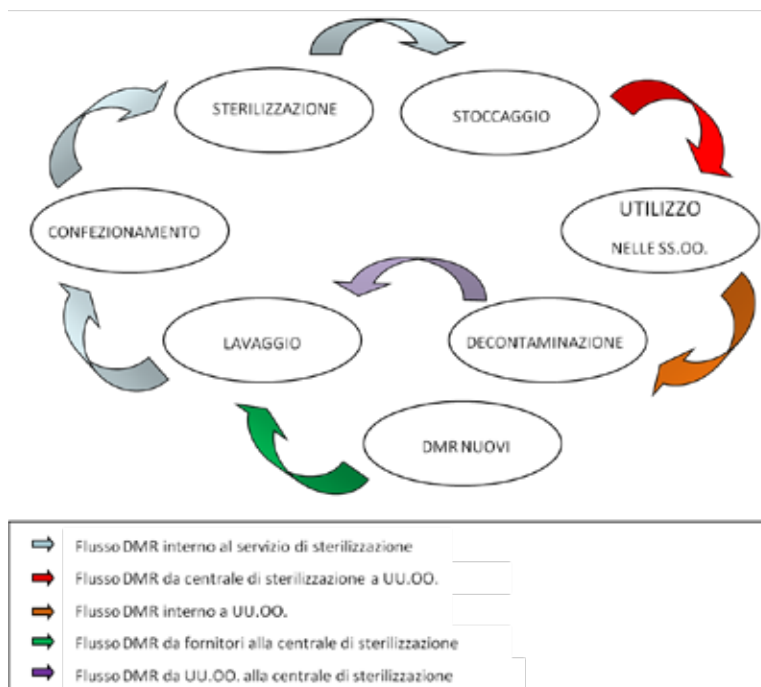 STERILIZZAZIONE
STOCCAGGIO
CONFEZIONAMENTO
UTILIZZO
NELLE SS.OO.
LAVAGGIO
DECONTAMINAZIONE
DMR NUOVI
Flusso DMR interno al servizio di sterilizzazione
Flusso DMR da centrale di sterilizzazione a UU.OO.
Flusso DMR interno a UU.OO.
Flusso DMR da fornitori alla centrale di sterilizzazione
Flusso DMR da UU.OO. alla centrale di sterilizzazione